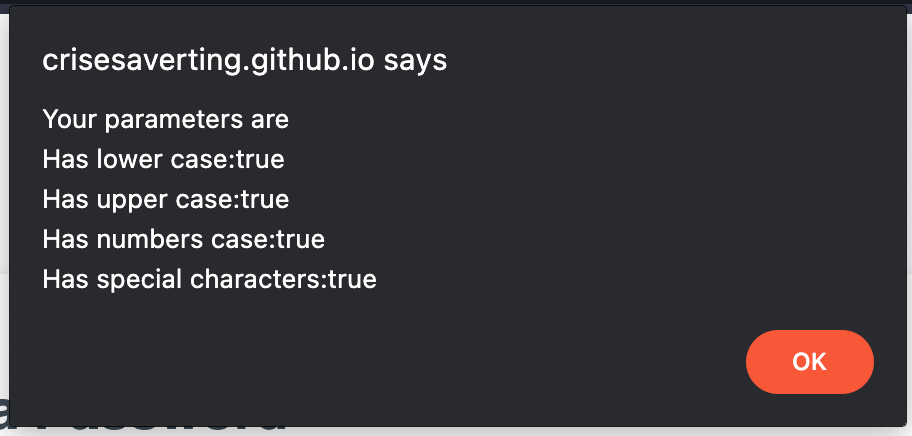 crisesaverting.github.io says
Your parameters are
Has lower case:true
Has upper case:true
Has numbers case:true
Has special characters:true
OK
a Password